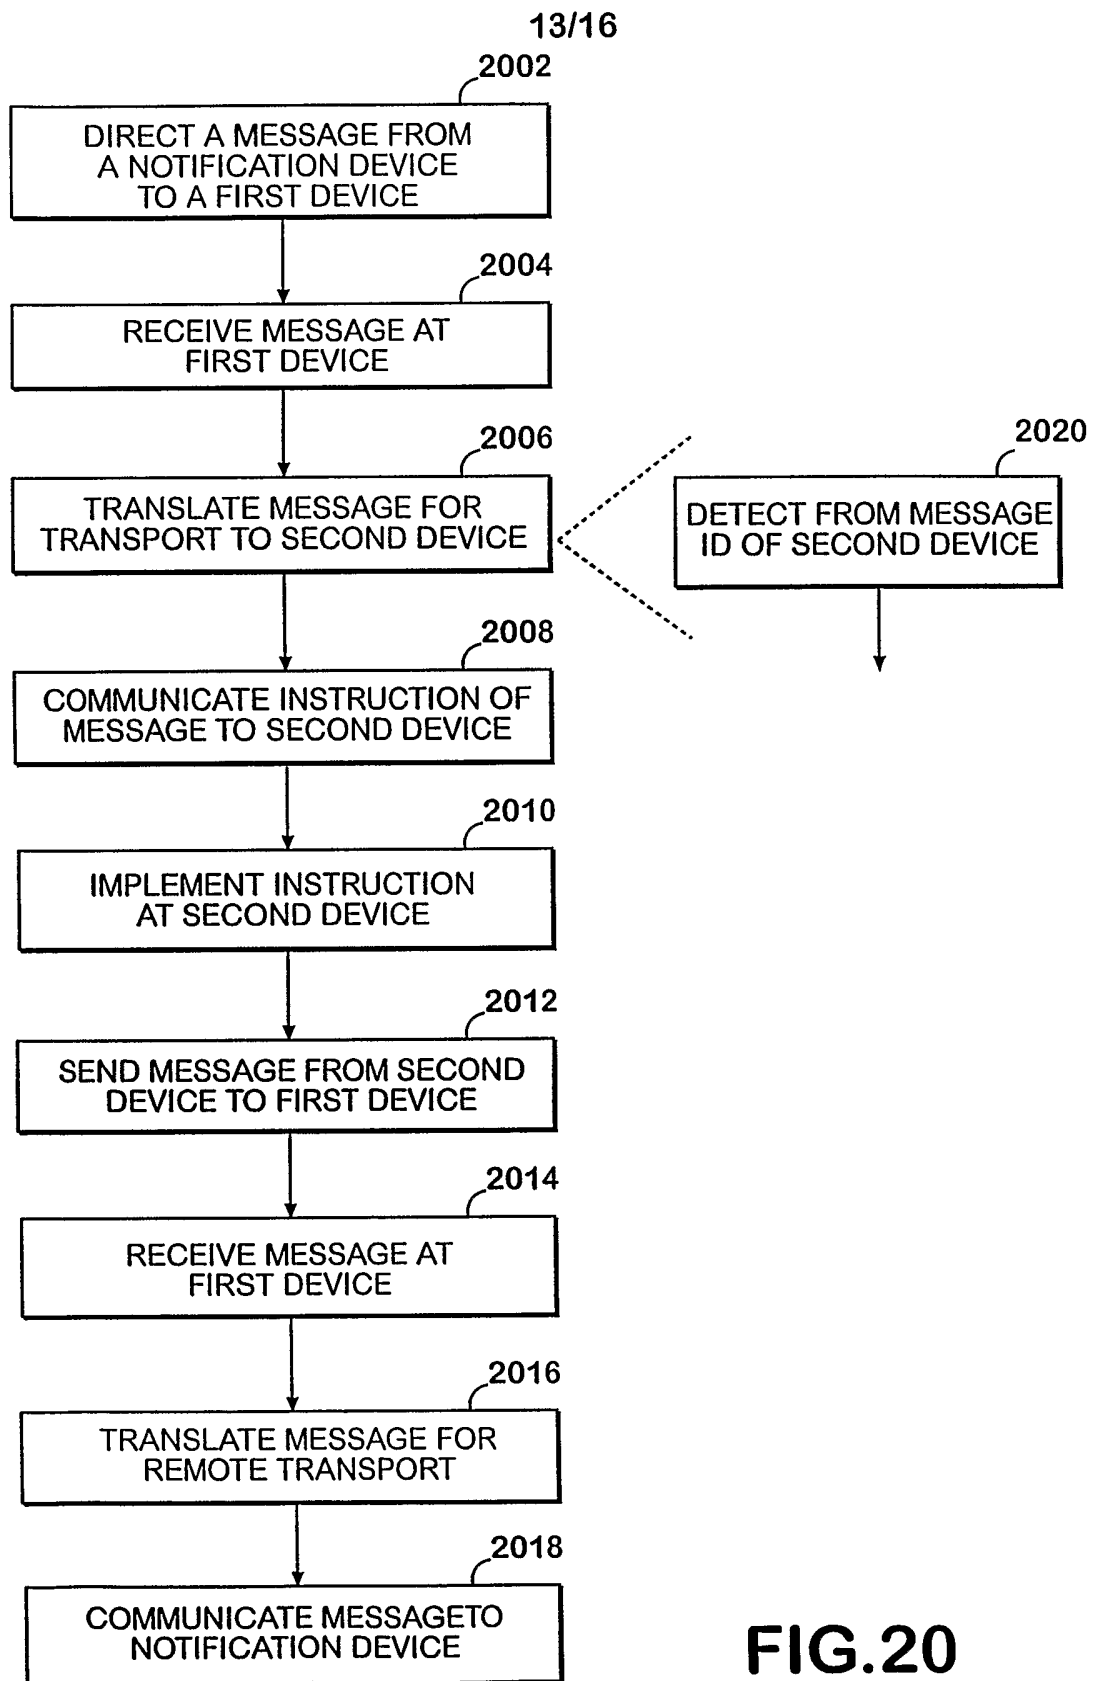 13/16
2002
DIRECT A MESSAGE FROM
A NOTIFICATION DEVICE
TO A FIRST DEVICE
2004
RECEIVE MESSAGE AT
FIRST DEVICE
2006
TRANSLATE MESSAGE FOR
TRANSPORT TO SECOND DEVICE
2020
DETECT FROM MESSAGE
ID OF SECOND DEVICE
2008
COMMUNICATE INSTRUCTION OF
MESSAGE TO SECOND DEVICE
2010
IMPLEMENT INSTRUCTION
AT SECOND DEVICE
2012
SEND MESSAGE FROM SECOND
DEVICE TO FIRST DEVICE
2014
RECEIVE MESSAGE AT
FIRST DEVICE
2016
TRANSLATE MESSAGE FOR
REMOTE TRANSPORT
2018
COMMUNICATE MESSAGETO
NOTIFICATION DEVICE
FIG.20